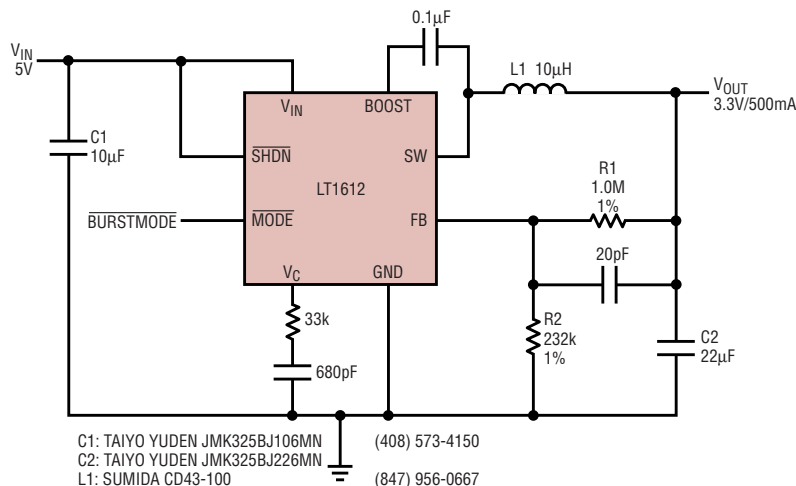 0.1µF
VIN
5V
L1 10µH
VOUT
3.3V/500mA
VIN
BOOST
C1
10µF
SHDN
SW
R1
1.0M
1%
LT1612
BURSTMODE
MODE
FB
20pF
VC
GND
33k
R2
232k
1%
C2
22µF
680pF
C1: TAIYO YUDEN JMK325BJ106MN (408) 573-4150
C2: TAIYO YUDEN JMK325BJ226MN
L1: SUMIDA CD43-100 (847) 956-0667